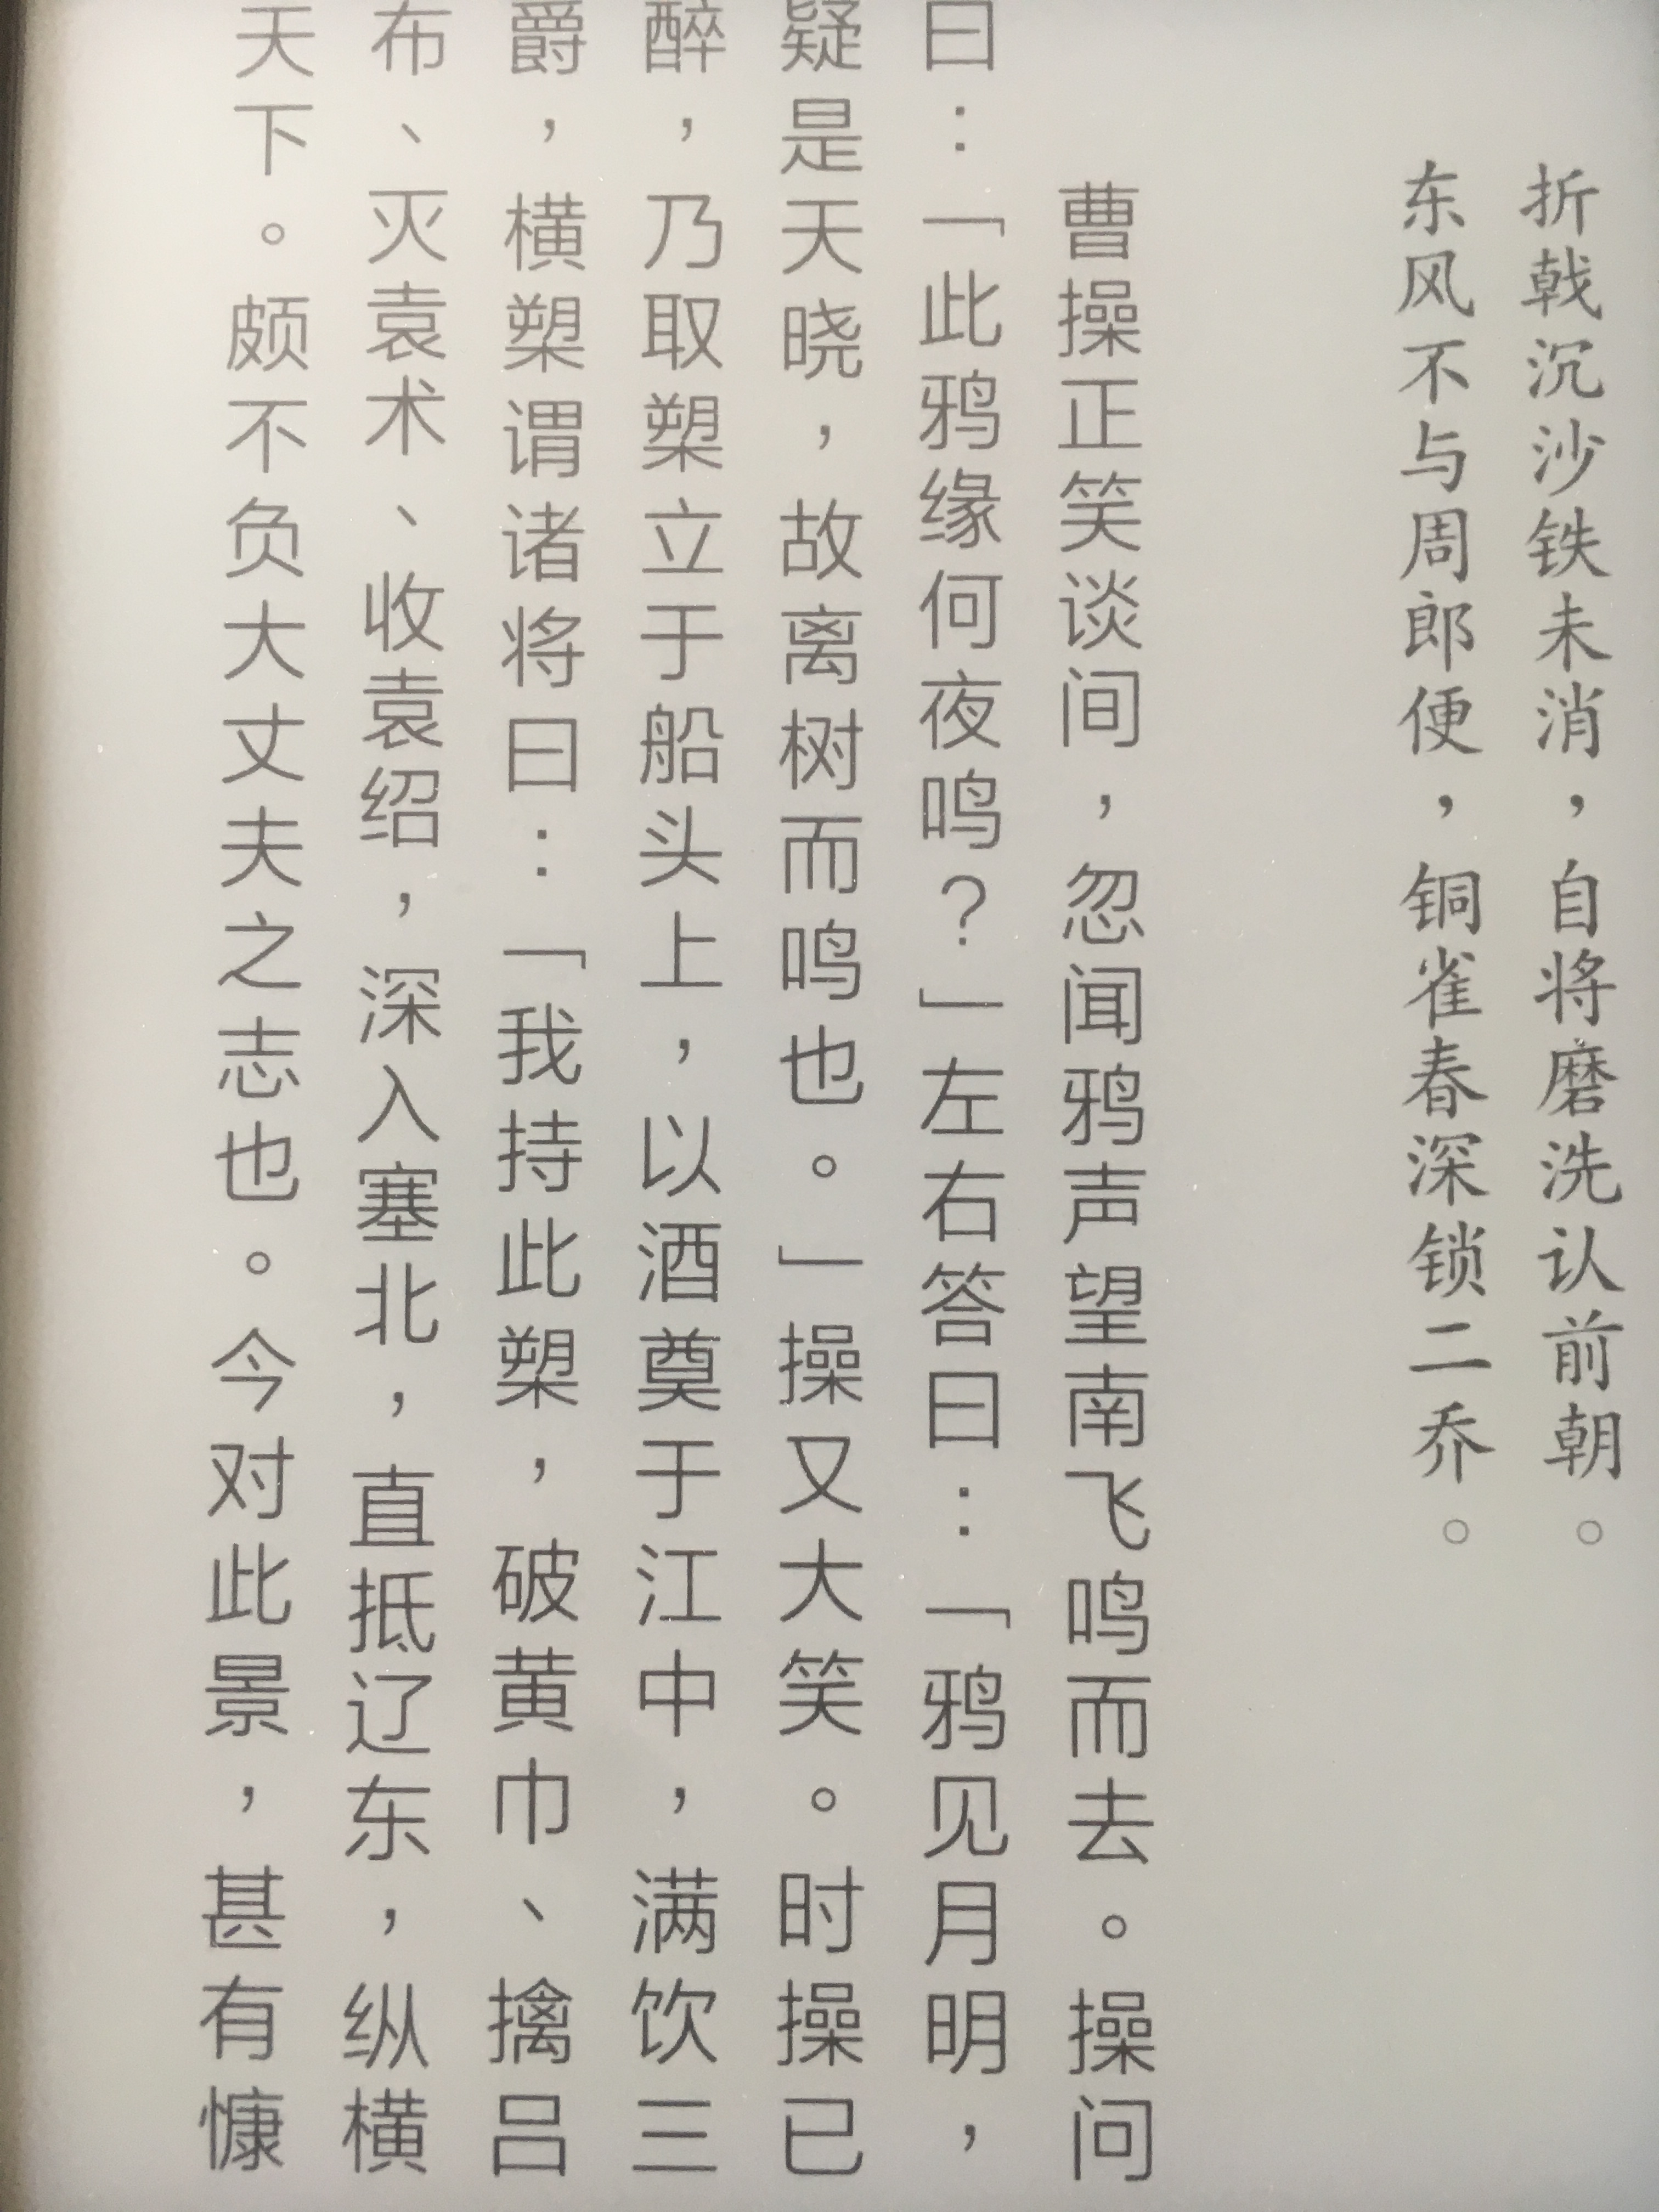 折戟沉沙铁未消，自将磨洗认前朝。
东风不与周郎便，铜雀春深锁二乔。
曹操正笑谈间，忽闻鸦声望南飞鸣而去。操问
曰：「此鸦缘何夜鸣？」左右答曰：「鸦见月明，
疑是天晓，故离树而鸣也。」操又大笑。时操已
醉，乃取槊立于船头上，以酒奠于江中，满饮三
爵，横槊谓诸将曰：「我持此槊，破黄巾、擒吕
布、灭袁术、收袁绍，深入塞北，直抵辽东，纵横
天下。颇不负大丈夫之志也。今对此景，甚有慷